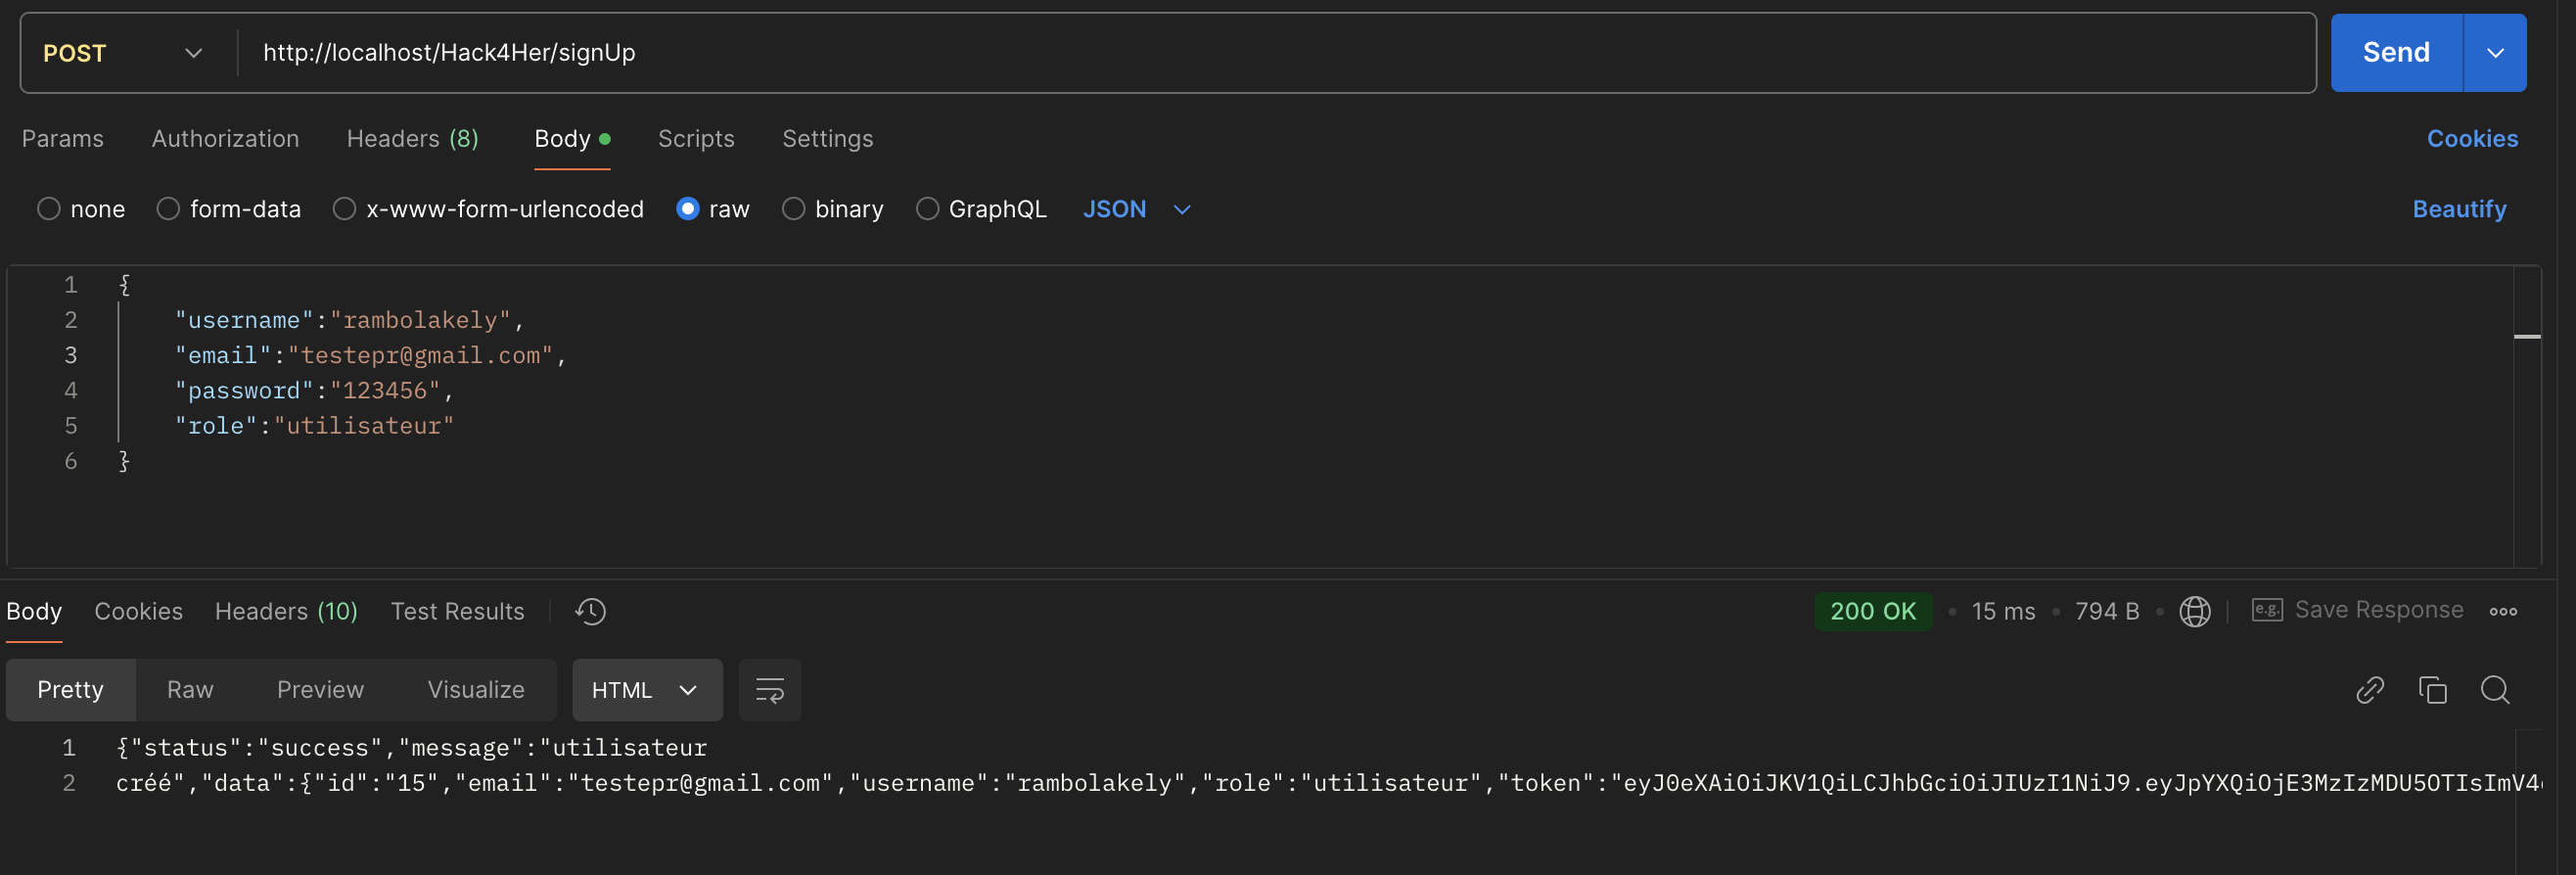 POST http://localhost/Hack4Her/signUp Send
Params Authorization Headers (8) Body Scripts Settings Cookies
none form-data x-www-form-urlencoded raw binary GraphQL JSON Beautify
1 {
2 "username":"rambolakely",
3 "email":"testepr@gmail.com",
4 "password":"123456",
5 "role":"utilisateur"
6 }
Body Cookies Headers (10) Test Results 200 OK • 15 ms • 794 B • e.g. Save Response
Pretty Raw Preview Visualize HTML
1 {"status":"success","message":"utilisateur
2 créé","data":{"id":"15","email":"testepr@gmail.com","username":"rambolakely","role":"utilisateur","token":"eyJ0eXAiOiJKV1QiLCJhbGciOiJIUzI1NiJ9.eyJpYXQiOjE3MzIzMDU5OTIsImV4